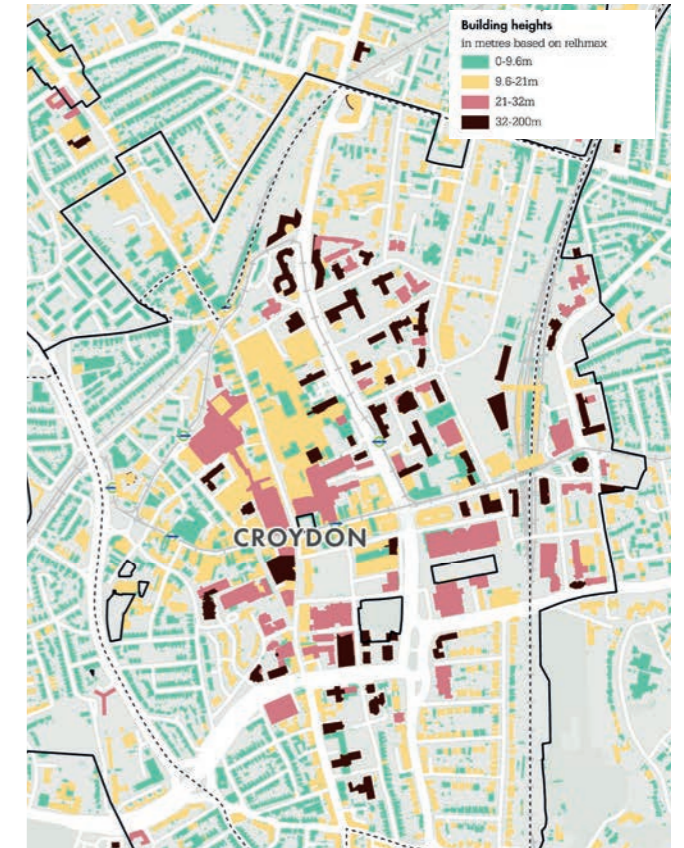 Building heights
in metres based on relhmax
0-9.6m
9.6-21m
21-32m
32-200m
CROYDON